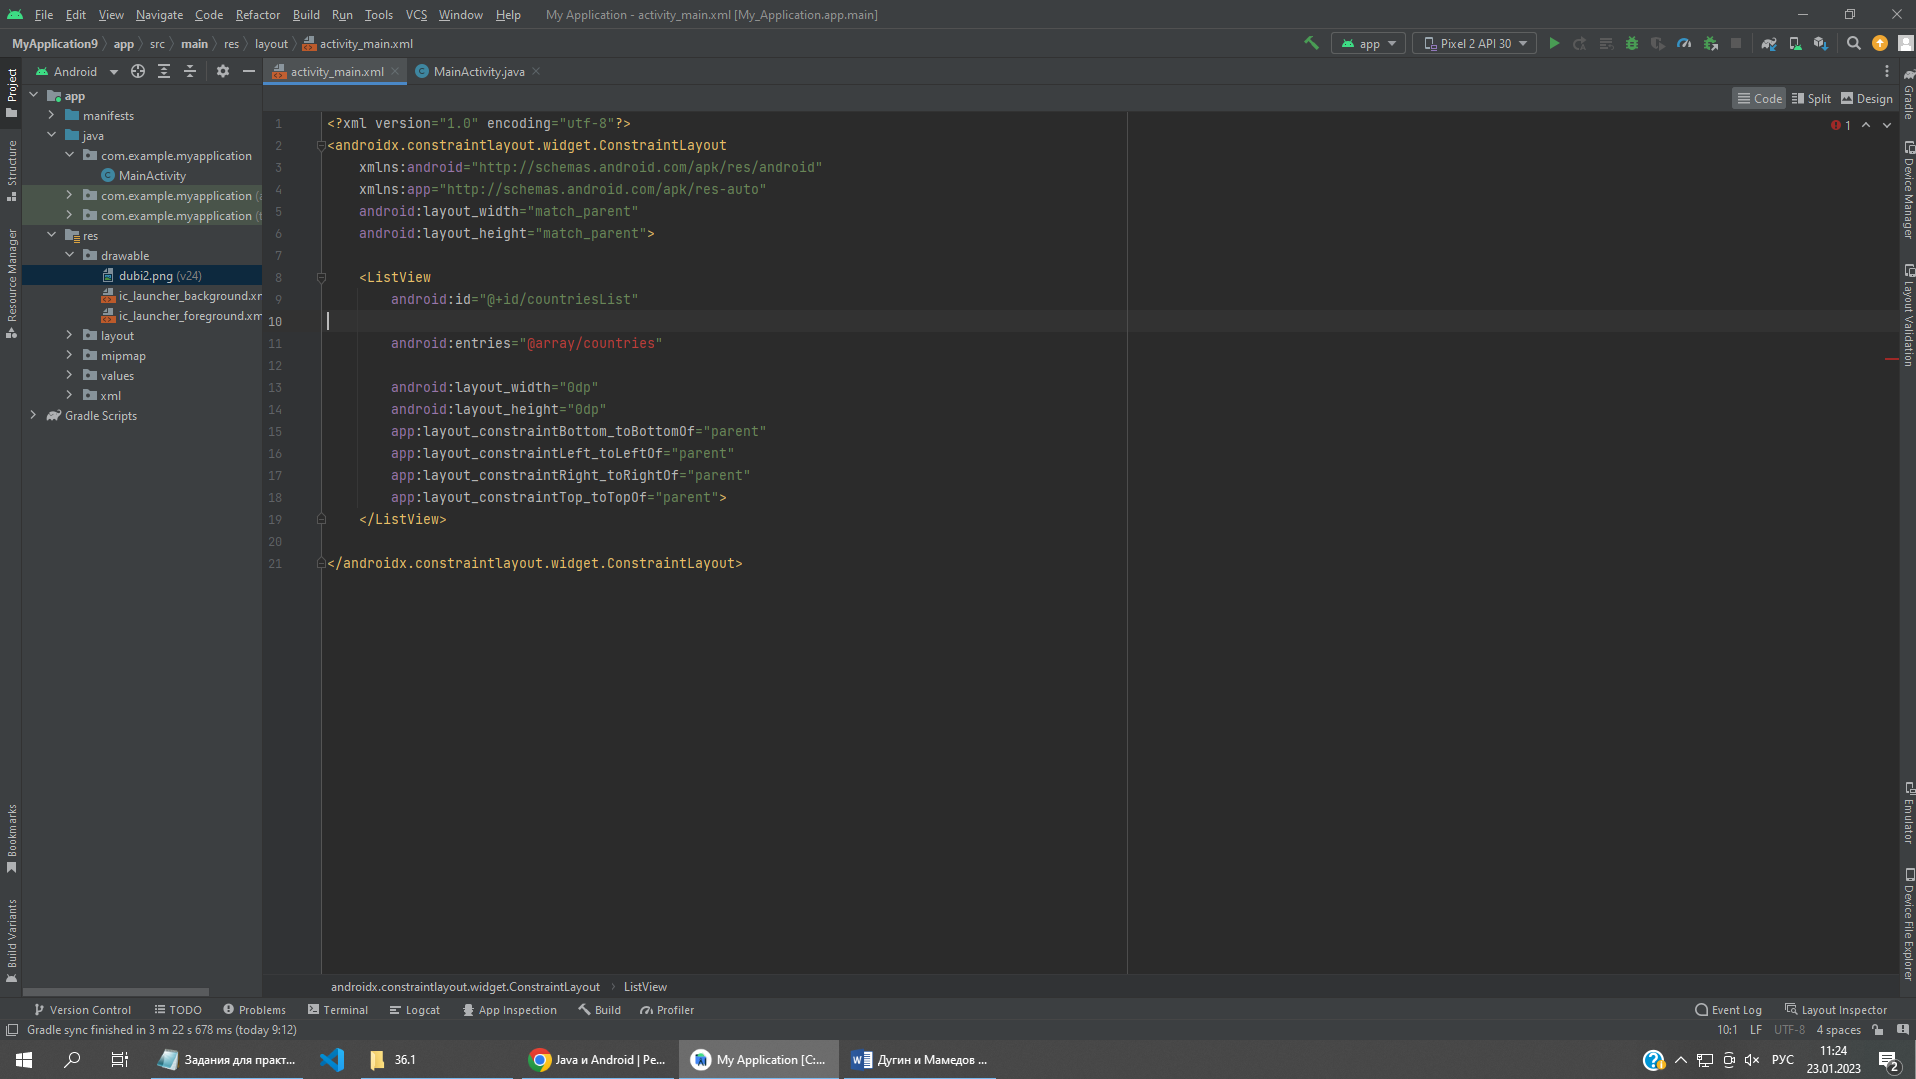 File Edit View Navigate Code Refactor Build Run Tools VCS Window Help My Application - activity_main.xml [My_Application.app.main]
MyApplication9 app src main res layout activity_main.xml
app Pixel 2 API 30
Android
activity_main.xml MainActivity.java
Code Split Design
app
manifests
java
com.example.myapplication
MainActivity
com.example.myapplication
com.example.myapplication
res
drawable
dubi2.png (v24)
ic_launcher_background.xm
ic_launcher_foreground.xm
layout
mipmap
values
xml
Gradle Scripts
Project
Structure
Resource Manager
Bookmarks
Build Variants
1 <?xml version="1.0" encoding="utf-8"?>
2 <androidx.constraintlayout.widget.ConstraintLayout
3 xmlns:android="http://schemas.android.com/apk/res/android"
4 xmlns:app="http://schemas.android.com/apk/res-auto"
5 android:layout_width="match_parent"
6 android:layout_height="match_parent">
7
8 <ListView
9 android:id="@+id/countriesList"
10
11 android:entries="@array/countries"
12
13 android:layout_width="0dp"
14 android:layout_height="0dp"
15 app:layout_constraintBottom_toBottomOf="parent"
16 app:layout_constraintLeft_toLeftOf="parent"
17 app:layout_constraintRight_toRightOf="parent"
18 app:layout_constraintTop_toTopOf="parent">
19 </ListView>
20
21 </androidx.constraintlayout.widget.ConstraintLayout>
1
Gradle
Device Manager
Layout Validation
Emulator
Device File Explorer
androidx.constraintlayout.widget.ConstraintLayout ListView
Version Control TODO Problems Terminal Logcat App Inspection Build Profiler Event Log Layout Inspector
Gradle sync finished in 3 m 22 s 678 ms (today 9:12) 10:1 LF UTF-8 4 spaces
Задания для практ... 36.1 Java и Android | Ре... My Application [C:... Дугин и Мамедов ... РУС 11:24
23.01.2023
2